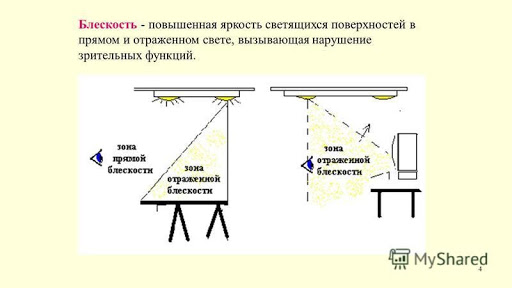 Блескость - повышенная яркость светящихся поверхностей в
прямом и отраженном свете, вызывающая нарушение
зрительных функций.
зона
прямой
блескости
зона
отраженной
блескости
зона
отраженной
блескости
MyShared
4